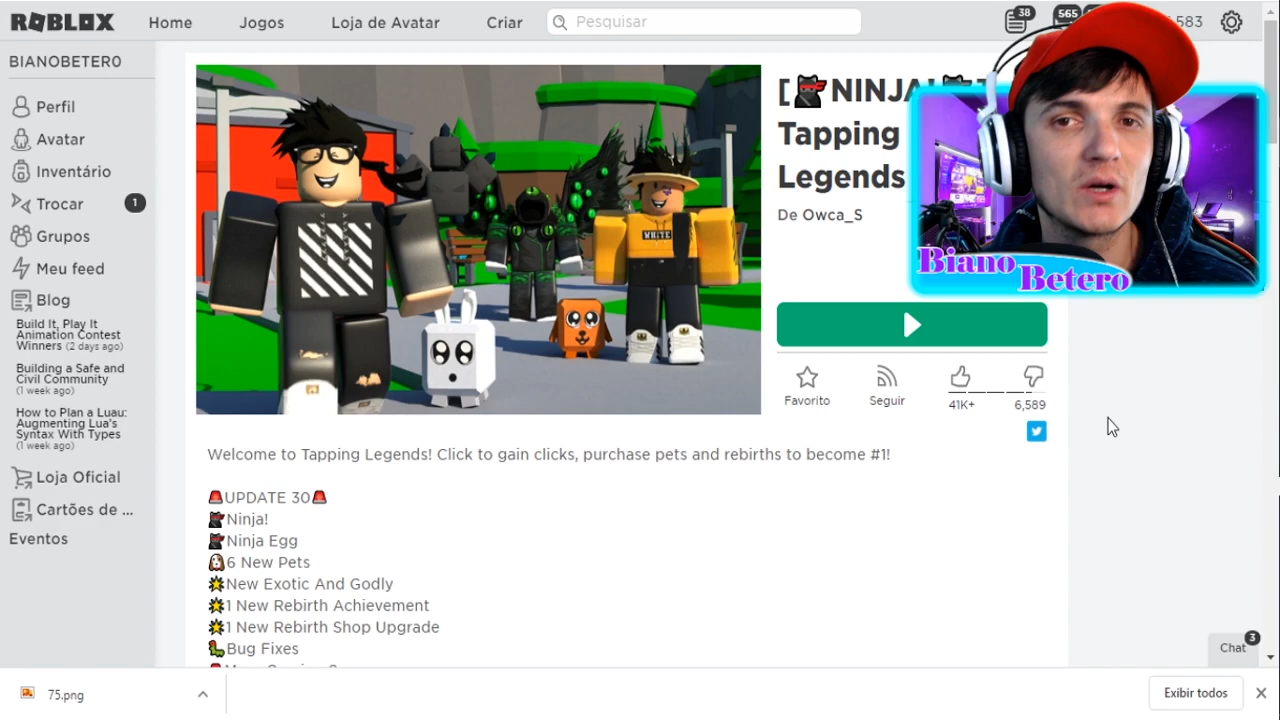 ROBLOX
Home
Jogos
Loja de Avatar
Criar
Pesquisar
38
565
583
BIANOBETER0
Perfil
Avatar
Inventário
Trocar
1
Grupos
Meu feed
Blog
Build It, Play It
Animation Contest
Winners (2 days ago)
Building a Safe and
Civil Community
(1 week ago)
How to Plan a Luau:
Augmenting Lua's
Syntax With Types
(1 week ago)
Loja Oficial
Cartões de ...
Eventos
WHITE
[🥷NINJA!
Tapping
Legends
De Owca_S
Biano
Betero
Favorito
Seguir
41K+
6,589
Welcome to Tapping Legends! Click to gain clicks, purchase pets and rebirths to become #1!
🚨UPDATE 30🚨
🥷Ninja!
🥷Ninja Egg
🐶6 New Pets
🌟New Exotic And Godly
🌟1 New Rebirth Achievement
🌟1 New Rebirth Shop Upgrade
🐛Bug Fixes
Chat
3
75.png
Exibir todos